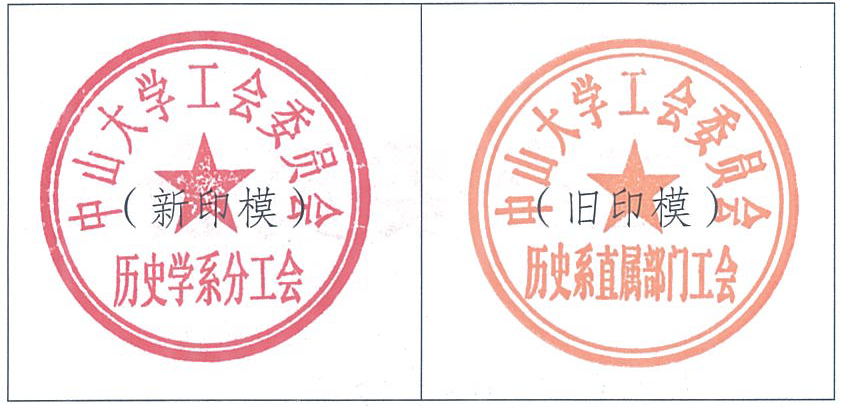 中山大学工会委员会
（新印模）
历史学系分工会
中山大学工会委员会
（旧印模）
历史系直属部门工会